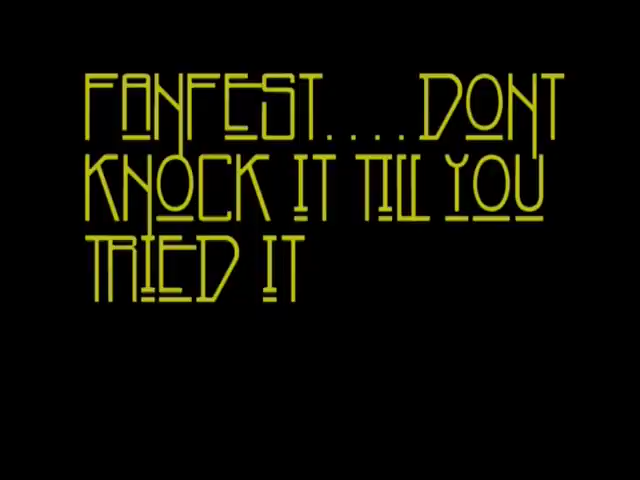 FANFEST....DONT
KNOCK IT TILL YOU
TRIED IT